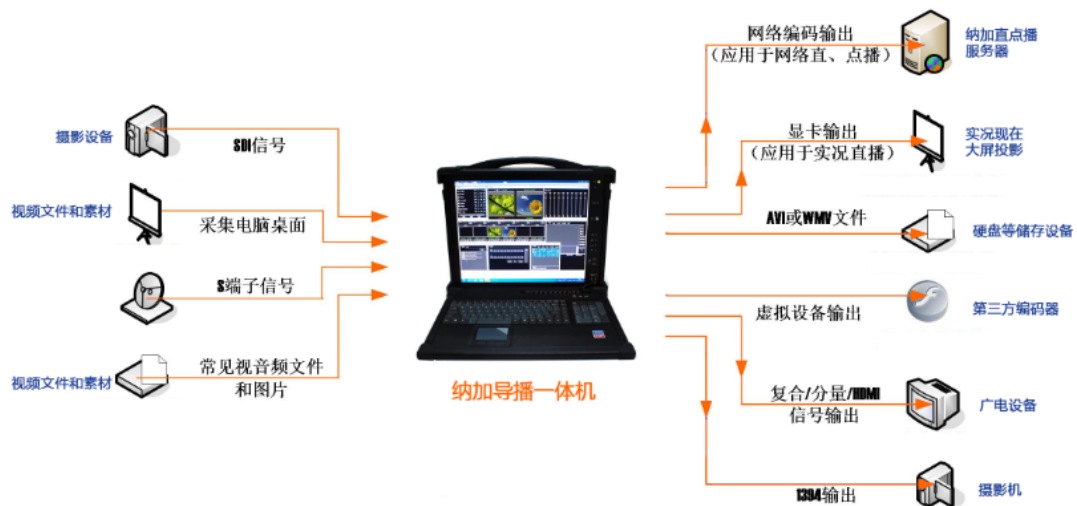 摄影设备
SDI信号
视频文件和素材
采集电脑桌面
S端子信号
视频文件和素材
常见视音频文件
和图片
纳加导播一体机
网络编码输出
（应用于网络直、点播）
纳加直点播
服务器
显卡输出
（应用于实况直播）
实况现在
大屏投影
AVI或WMV文件
硬盘等储存设备
虚拟设备输出
第三方编码器
复合/分量/HDMI
信号输出
广电设备
1394输出
摄影机